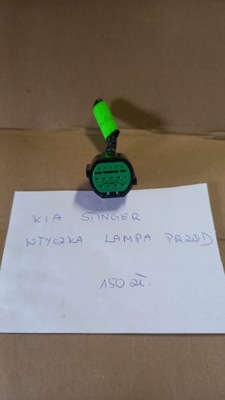 KIA STINGER
WTYCZKA LAMPA PRZÓD
150 zł.